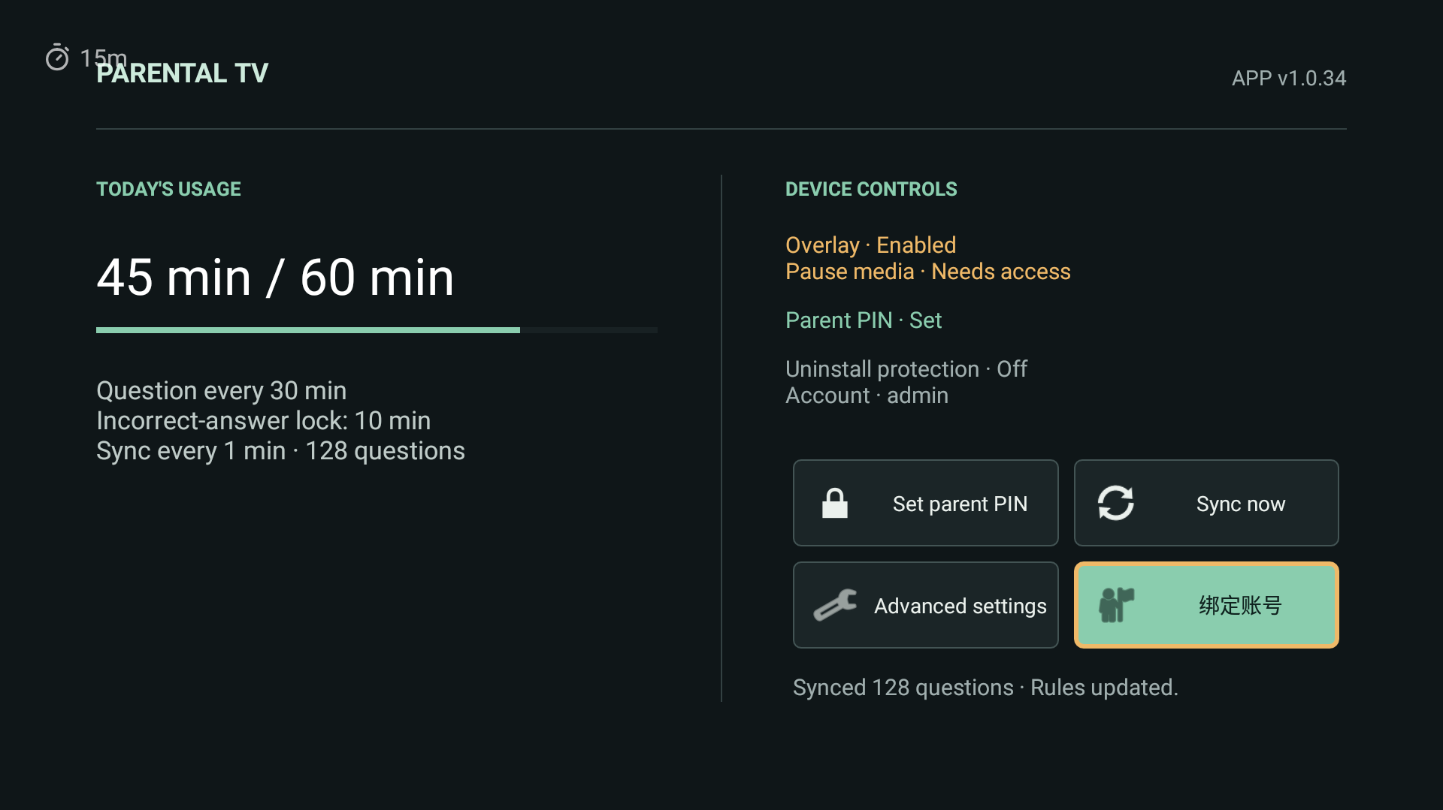 15m
PARENTAL TV
APP v1.0.34
TODAY'S USAGE
45 min / 60 min
Question every 30 min
Incorrect-answer lock: 10 min
Sync every 1 min · 128 questions
DEVICE CONTROLS
Overlay · Enabled
Pause media · Needs access
Parent PIN · Set
Uninstall protection · Off
Account · admin
Set parent PIN
Sync now
Advanced settings
绑定账号
Synced 128 questions · Rules updated.